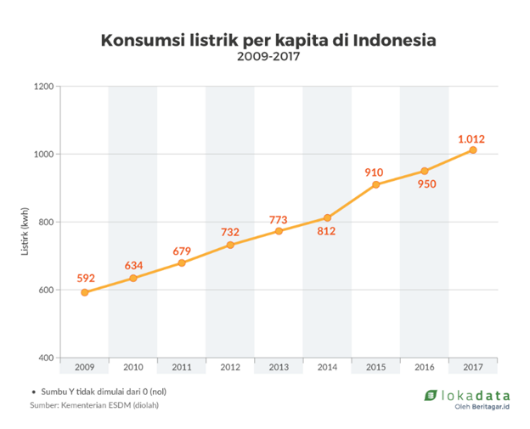 Konsumsi listrik per kapita di Indonesia
2009-2017
1200
1000
800
600
400
Listirk (kwh)
592
634
679
732
773
812
910
950
1.012
2009 2010 2011 2012 2013 2014 2015 2016 2017
• Sumbu Y tidak dimulai dari 0 (nol)
Sumber: Kementerian ESDM (diolah)
lokadata
Oleh Beritagar.id